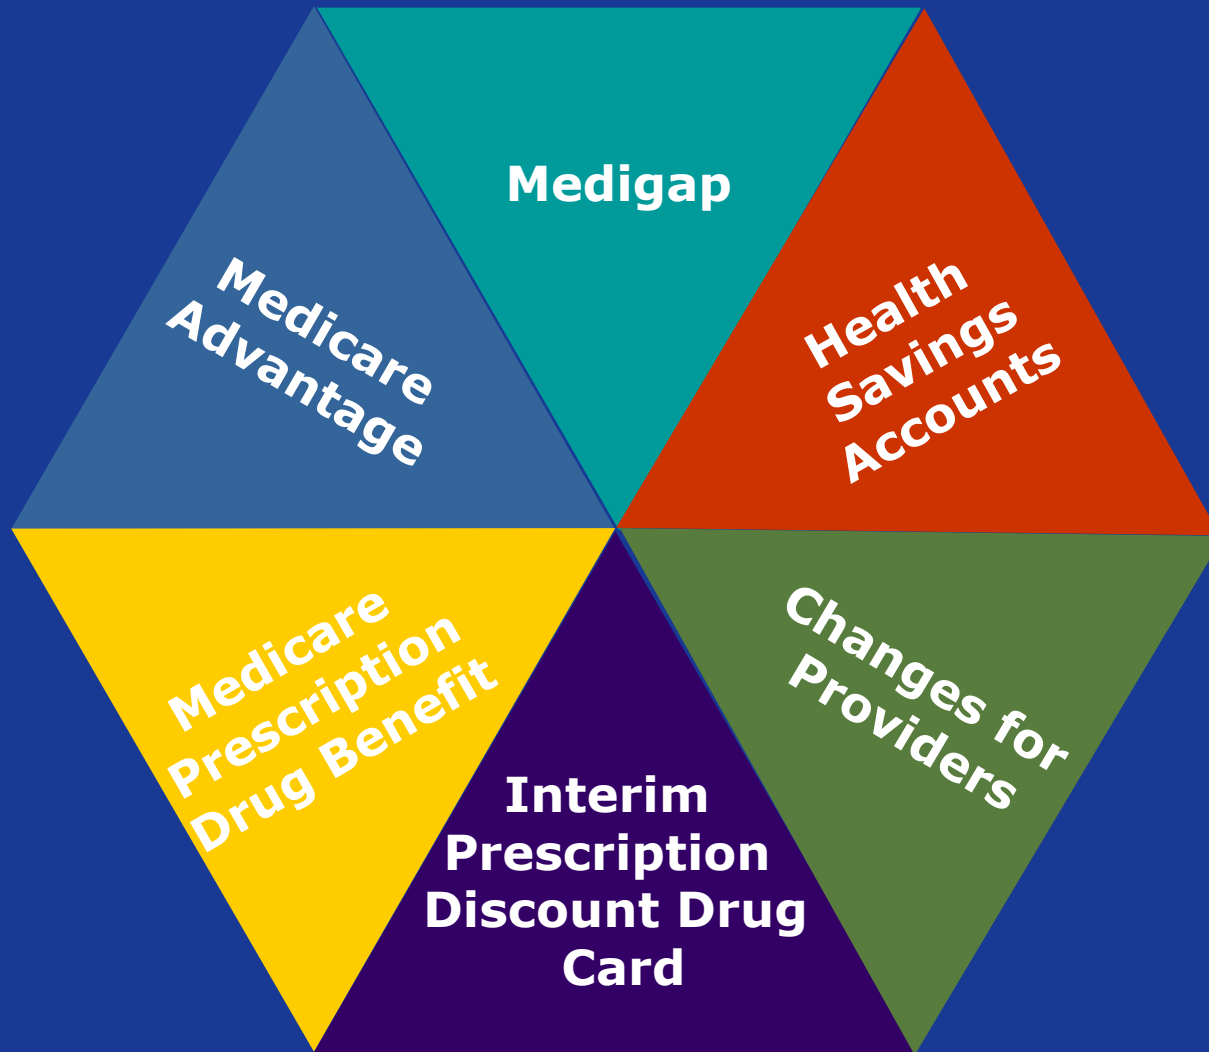 Medigap
Medicare
Advantage
Health
Savings
Accounts
Medicare
Prescription
Drug Benefit
Changes for
Providers
Interim
Prescription
Discount Drug
Card